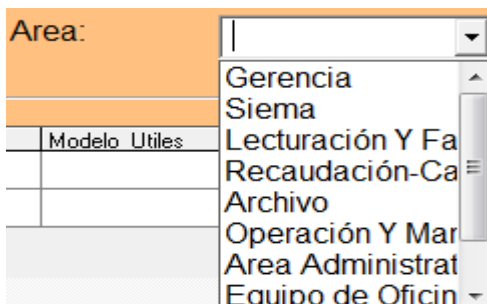 Area:
Gerencia
Siema
Modelo Utiles
Lecturación Y Fa
Recaudación-Ca
Archivo
Operación Y Mar
Area Administrat
Equipo de Oficin